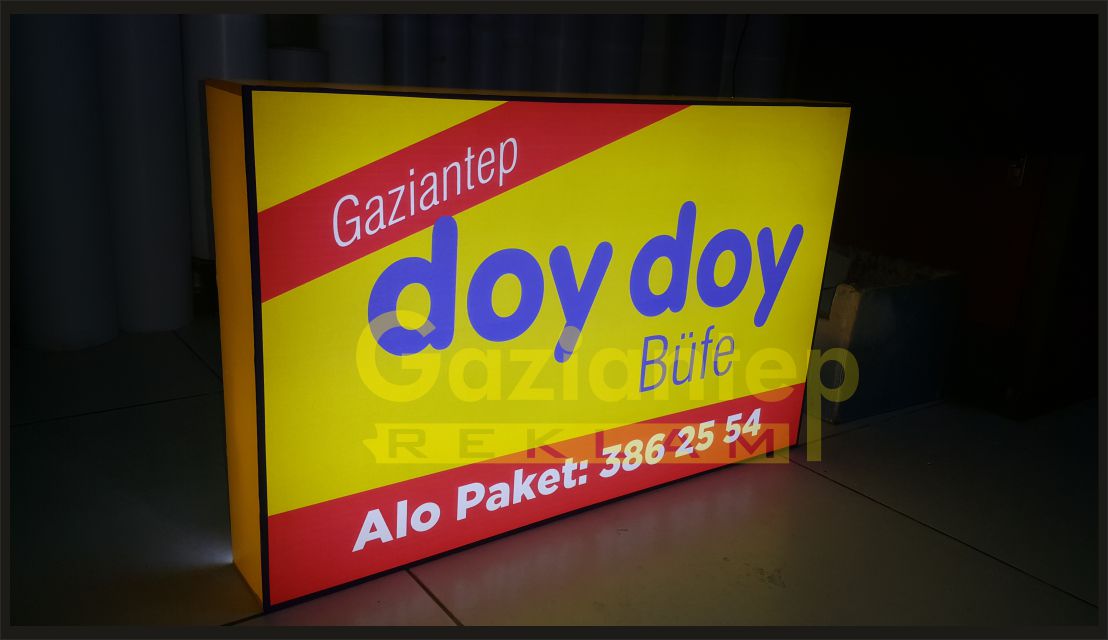 Gaziantep
doy doy
Büfe
Gaziantep
REKLAM
Alo Paket: 386 25 54